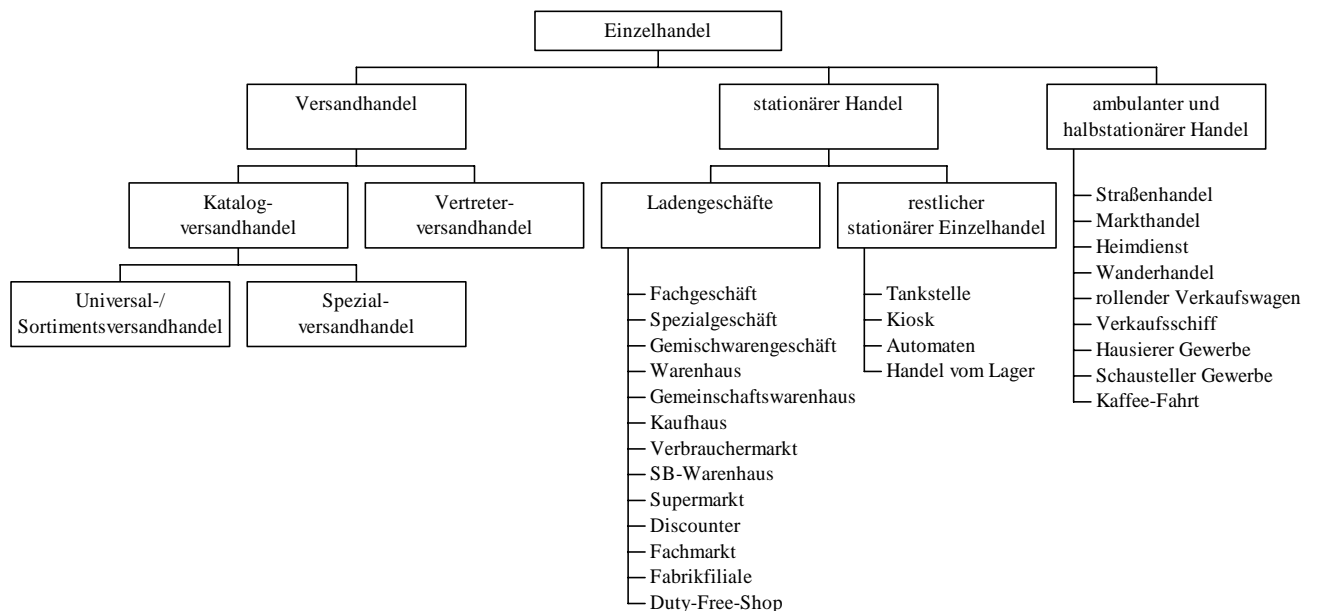 Einzelhandel
Versandhandel
stationärer Handel
ambulanter und
halbstationärer Handel
Katalog-
versandhandel
Vertreter-
versandhandel
Ladengeschäfte
restlicher
stationärer Einzelhandel
Universal-/
Sortimentsversandhandel
Spezial-
versandhandel
Fachgeschäft
Spezialgeschäft
Gemischwarengeschäft
Warenhaus
Gemeinschaftswarenhaus
Kaufhaus
Verbrauchermarkt
SB-Warenhaus
Supermarkt
Discounter
Fachmarkt
Fabrikfiliale
Duty-Free-Shop
Tankstelle
Kiosk
Automaten
Handel vom Lager
Straßenhandel
Markthandel
Heimdienst
Wanderhandel
rollender Verkaufswagen
Verkaufsschiff
Hausierer Gewerbe
Schausteller Gewerbe
Kaffee-Fahrt